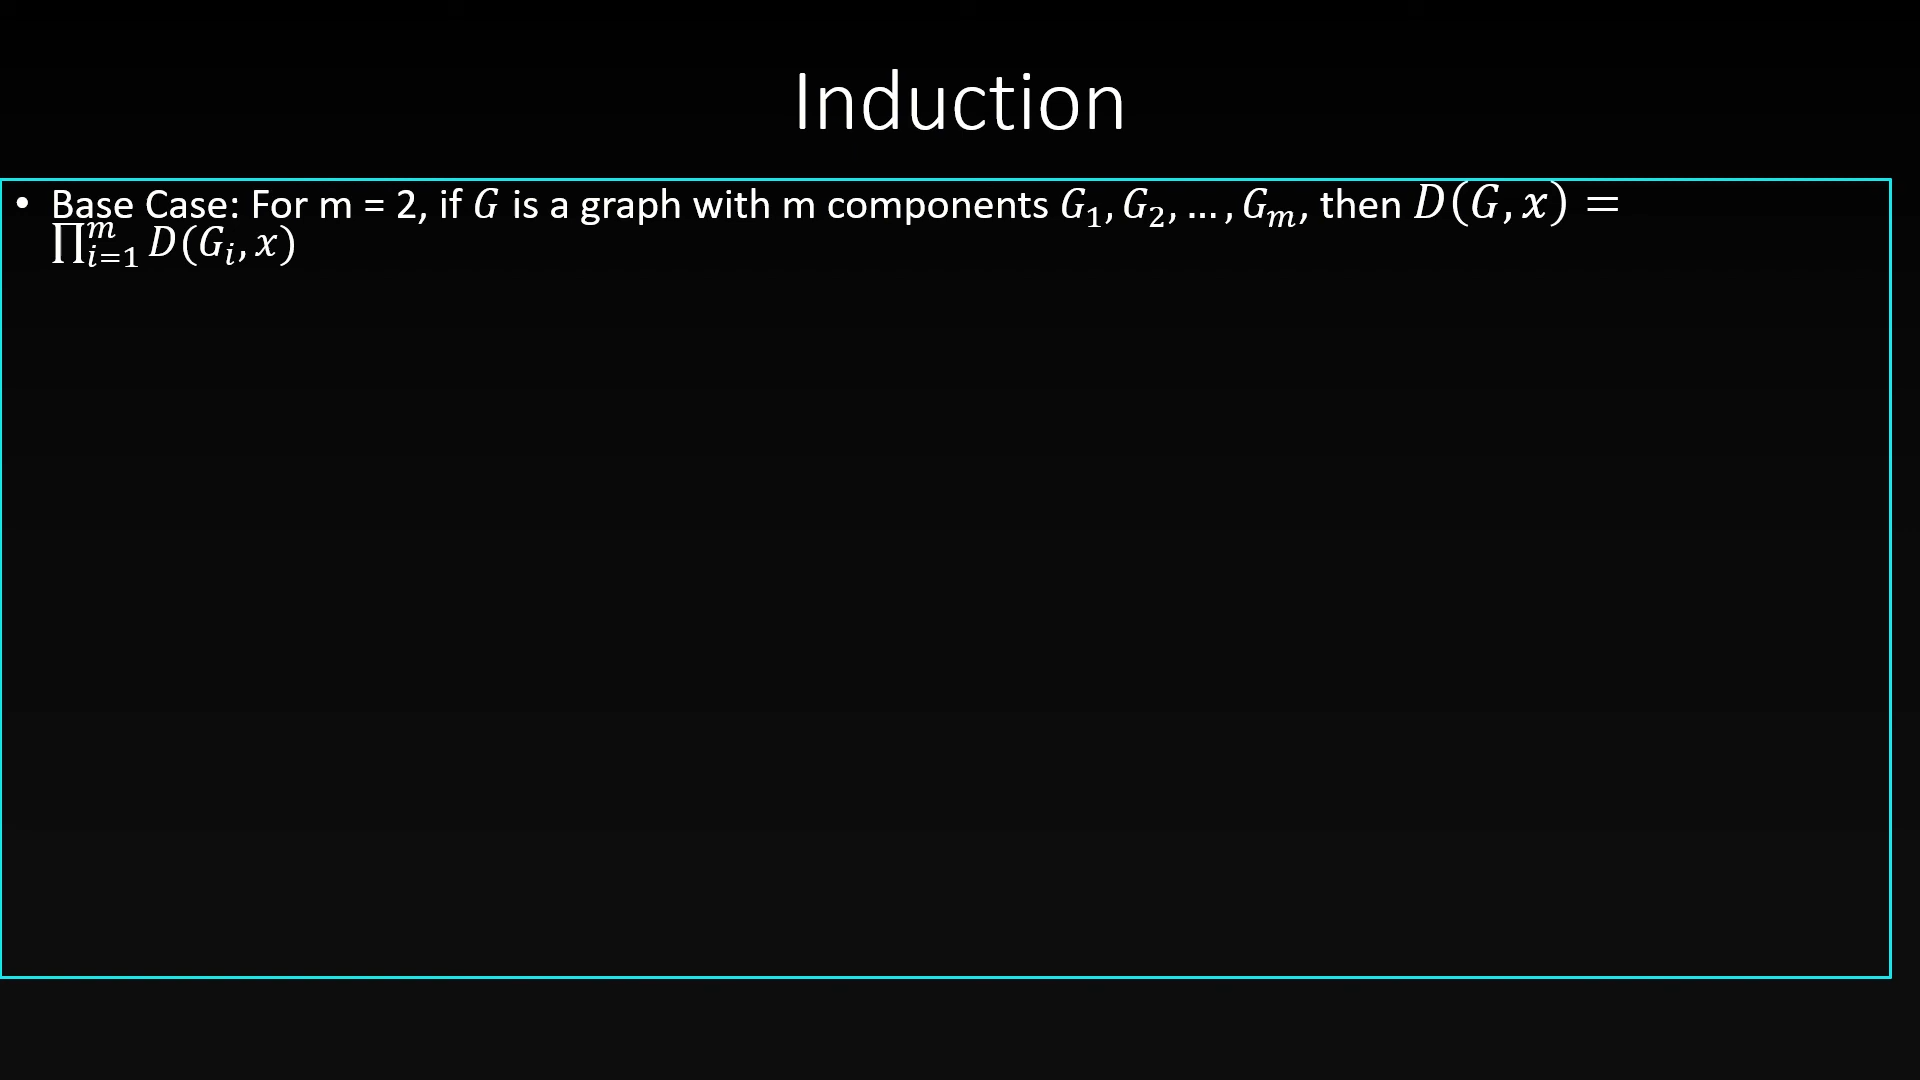 Induction
• Base Case: For m = 2, if 𝐺 is a graph with m components 𝐺₁, 𝐺₂, … , 𝐺ₘ, then 𝐷(𝐺, 𝑥) =
∏ᵢ₌₁ᵐ 𝐷(𝐺ᵢ, 𝑥)